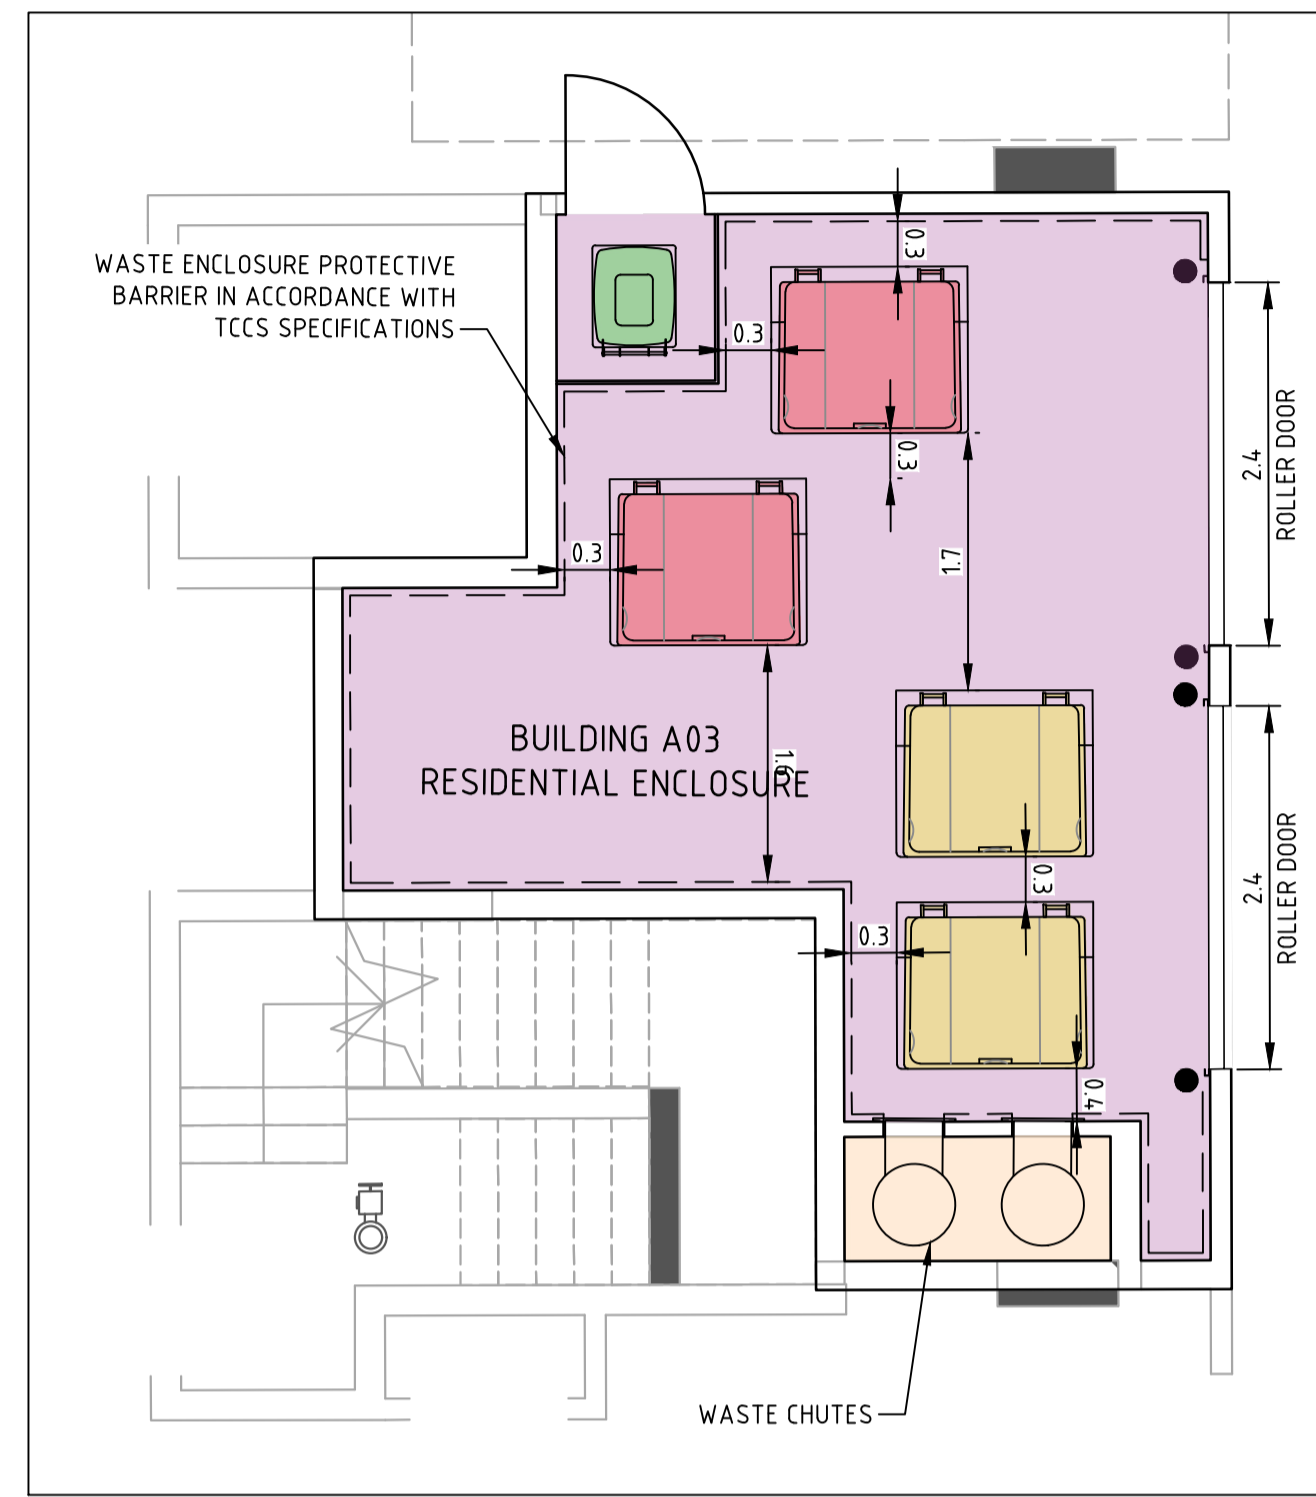 WASTE ENCLOSURE PROTECTIVE
BARRIER IN ACCORDANCE WITH
TCCS SPECIFICATIONS
0.3
0.3
0.3
2.4
ROLLER DOOR
0.3
1.7
BUILDING A03
RESIDENTIAL ENCLOSURE
1.6
0.3
0.3
2.4
ROLLER DOOR
0.4
WASTE CHUTES